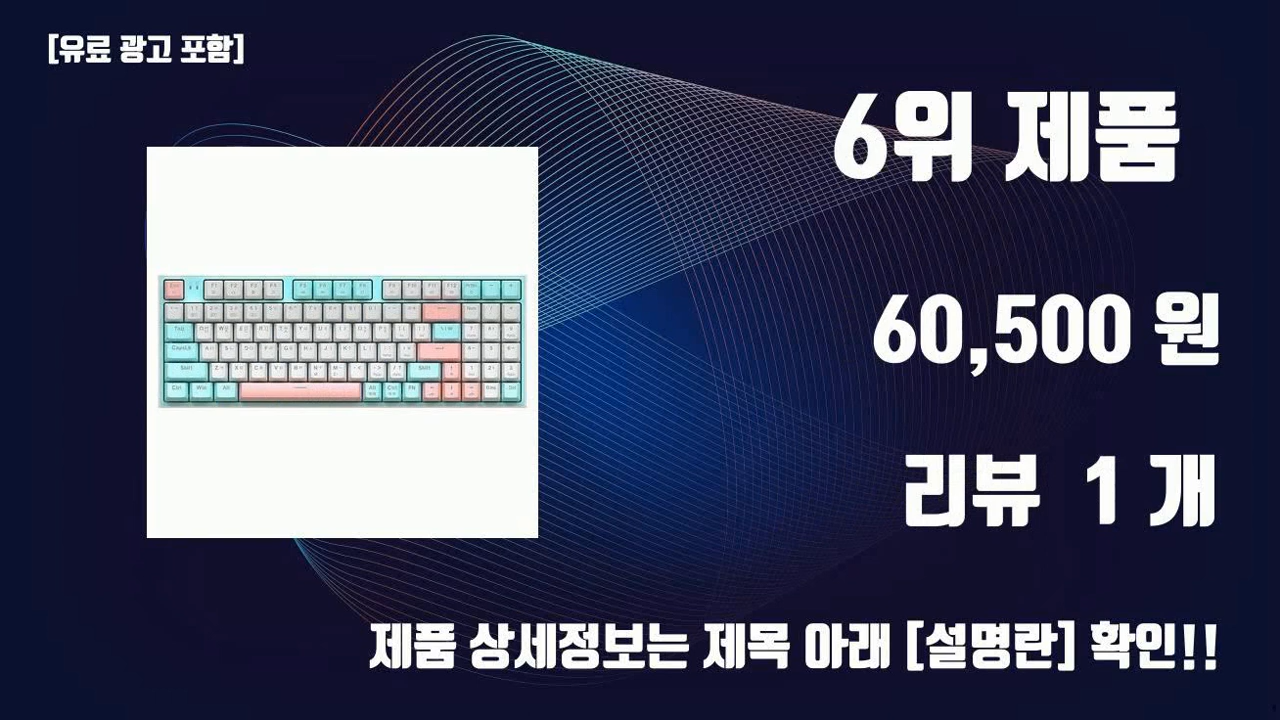 [유료 광고 포함]
6위 제품
60,500 원
리뷰 1 개
제품 상세정보는 제목 아래 [설명란] 확인!!